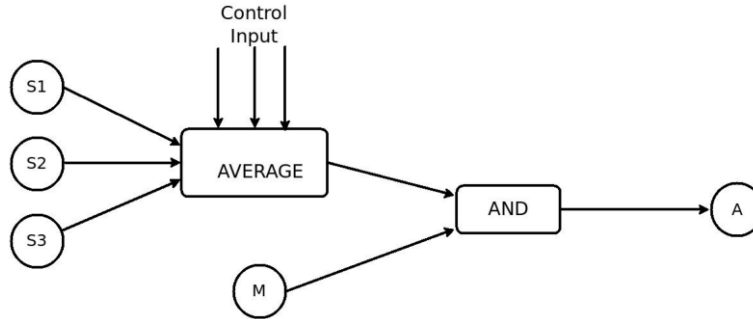 Control
Input
S1
S2
AVERAGE
S3
AND
A
M